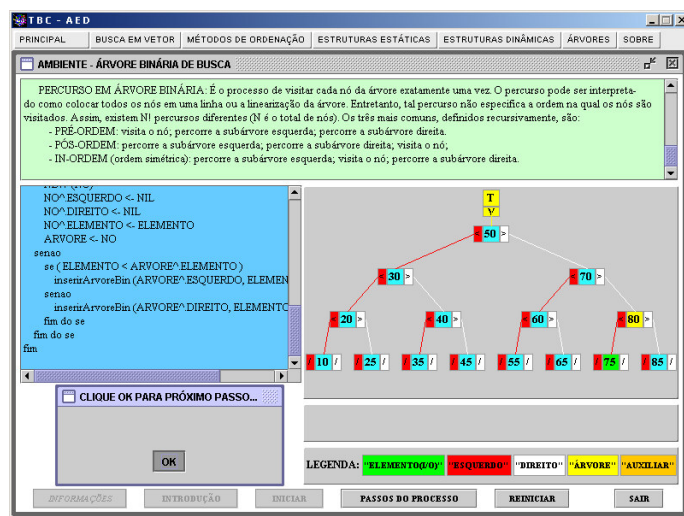 TBC - AED
PRINCIPAL BUSCA EM VETOR MÉTODOS DE ORDENAÇÃO ESTRUTURAS ESTÁTICAS ESTRUTURAS DINÂMICAS ÁRVORES SOBRE
AMBIENTE - ÁRVORE BINÁRIA DE BUSCA
PERCURSO EM ÁRVORE BINÁRIA: É o processo de visitar cada nó da árvore exatamente uma vez. O percurso pode ser interpreta-
do como colocar todos os nós em uma linha ou a linearização da árvore. Entretanto, tal percurso não especifica a ordem na qual os nós são
visitados. Assim, existem N! percursos diferentes (N é o total de nós). Os três mais comuns, definidos recursivamente, são:
- PRÉ-ORDEM: visita o nó; percorre a subárvore esquerda; percorre a subárvore direita.
- PÓS-ORDEM: percorre a subárvore esquerda; percorre a subárvore direita; visita o nó;
- IN-ORDEM (ordem simétrica): percorre a subárvore esquerda; visita o nó; percorre a subárvore direita.
NO^.ESQUERDO <- NIL
NO^.DIREITO <- NIL
NO^.ELEMENTO <- ELEMENTO
ARVORE <- NO
senao
se ( ELEMENTO < ARVORE^.ELEMENTO )
inserirArvoreBin (ARVORE^.ESQUERDO, ELEMEN
senao
inserirArvoreBin (ARVORE^.DIREITO, ELEMENTO
fim do se
fim do se
fim
T
V
< 50 >
< 30 > < 70 >
< 20 > < 40 > < 60 > < 80 >
/ 10 / / 25 / / 35 / / 45 / / 55 / / 65 / / 75 / / 85 /
CLIQUE OK PARA PRÓXIMO PASSO...
OK
LEGENDA: "ELEMENTO(I/O)" "ESQUERDO" "DIREITO" "ÁRVORE" "AUXILIAR"
INFORMAÇÕES INTRODUÇÃO INICIAR PASSOS DO PROCESSO REINICIAR SAIR